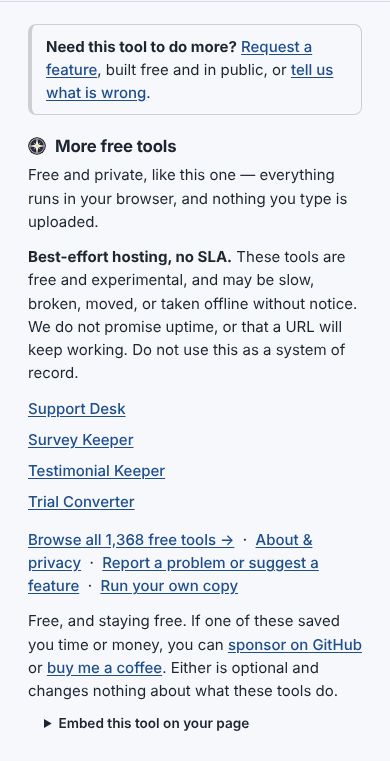 Need this tool to do more? Request a
feature, built free and in public, or tell us
what is wrong.
More free tools
Free and private, like this one — everything
runs in your browser, and nothing you type is
uploaded.
Best-effort hosting, no SLA. These tools are
free and experimental, and may be slow,
broken, moved, or taken offline without notice.
We do not promise uptime, or that a URL will
keep working. Do not use this as a system of
record.
Support Desk
Survey Keeper
Testimonial Keeper
Trial Converter
Browse all 1,368 free tools → · About &
privacy · Report a problem or suggest a
feature · Run your own copy
Free, and staying free. If one of these saved
you time or money, you can sponsor on GitHub
or buy me a coffee. Either is optional and
changes nothing about what these tools do.
▶ Embed this tool on your page